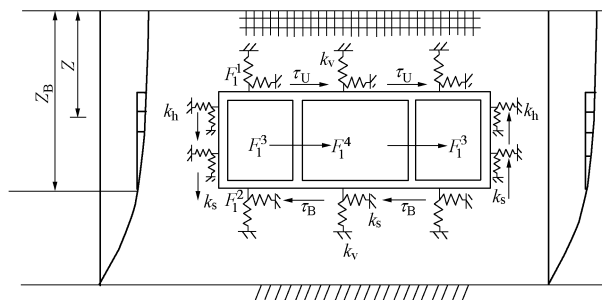 Z_B
Z
F_1^1
τ_U
k_v
τ_U
k_h
k_h
F_1^3
F_1^4
F_1^3
k_s
F_1^2
τ_B
k_s
τ_B
k_s
k_v